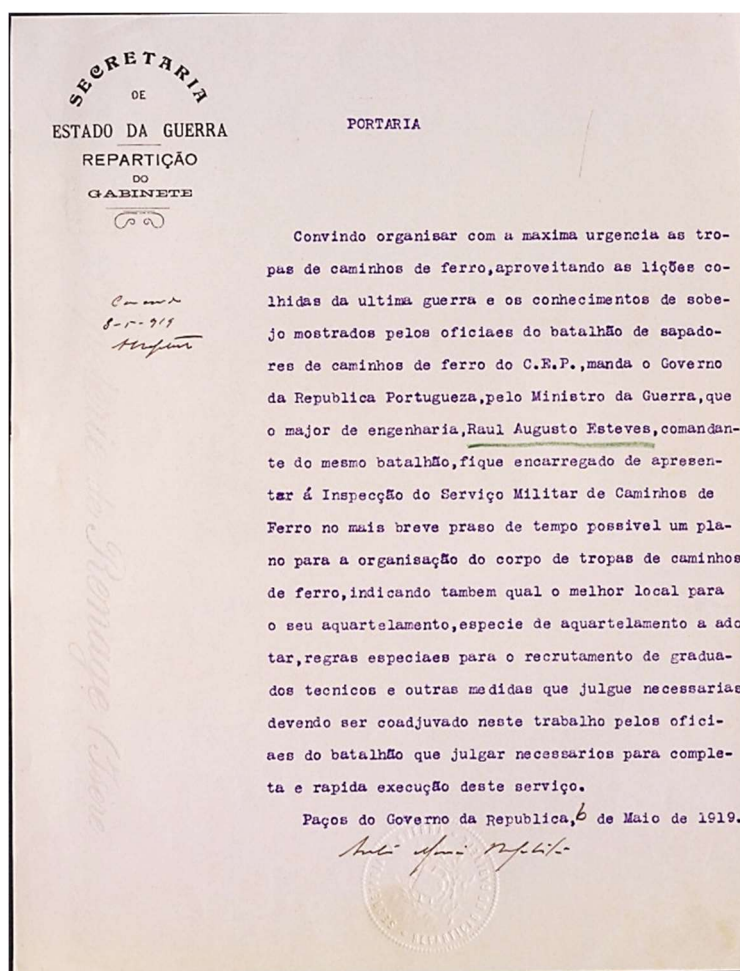 SECRETARIA
DE
ESTADO DA GUERRA
REPARTIÇÃO
DO
GABINETE
PORTARIA
Convindo organisar com a maxima urgencia as tro-
pas de caminhos de ferro,aproveitando as lições co-
lhidas da ultima guerra e os conhecimentos de sobe-
jo mostrados pelos oficiaes do batalhão de sapado-
res de caminhos de ferro do C.E.P.,manda o Governo
da Republica Portugueza,pelo Ministro da Guerra,que
o major de engenharia,Raul Augusto Esteves,comandan-
te do mesmo batalhão,fique encarregado de apresen-
tar á Inspecção do Serviço Militar de Caminhos de
Ferro no mais breve praso de tempo possivel um pla-
no para a organisação do corpo de tropas de caminhos
de ferro,indicando tambem qual o melhor local para
o seu aquartelamento,especie de aquartelamento a ado
tar,regras especiaes para o recrutamento de gradua-
dos tecnicos e outras medidas que julgue necessarias
devendo ser coadjuvado neste trabalho pelos ofici-
aes do batalhão que julgar necessarios para comple-
ta e rapida execução deste serviço.
Paços do Governo da Republica,6 de Maio de 1919.
8-5-919